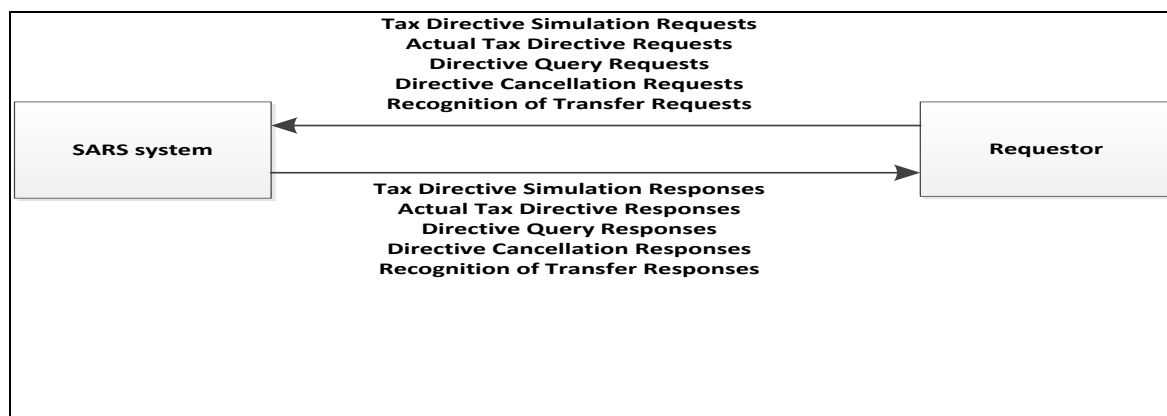 Tax Directive Simulation Requests
Actual Tax Directive Requests
Directive Query Requests
Directive Cancellation Requests
Recognition of Transfer Requests
SARS system
Requestor
Tax Directive Simulation Responses
Actual Tax Directive Responses
Directive Query Responses
Directive Cancellation Responses
Recognition of Transfer Responses